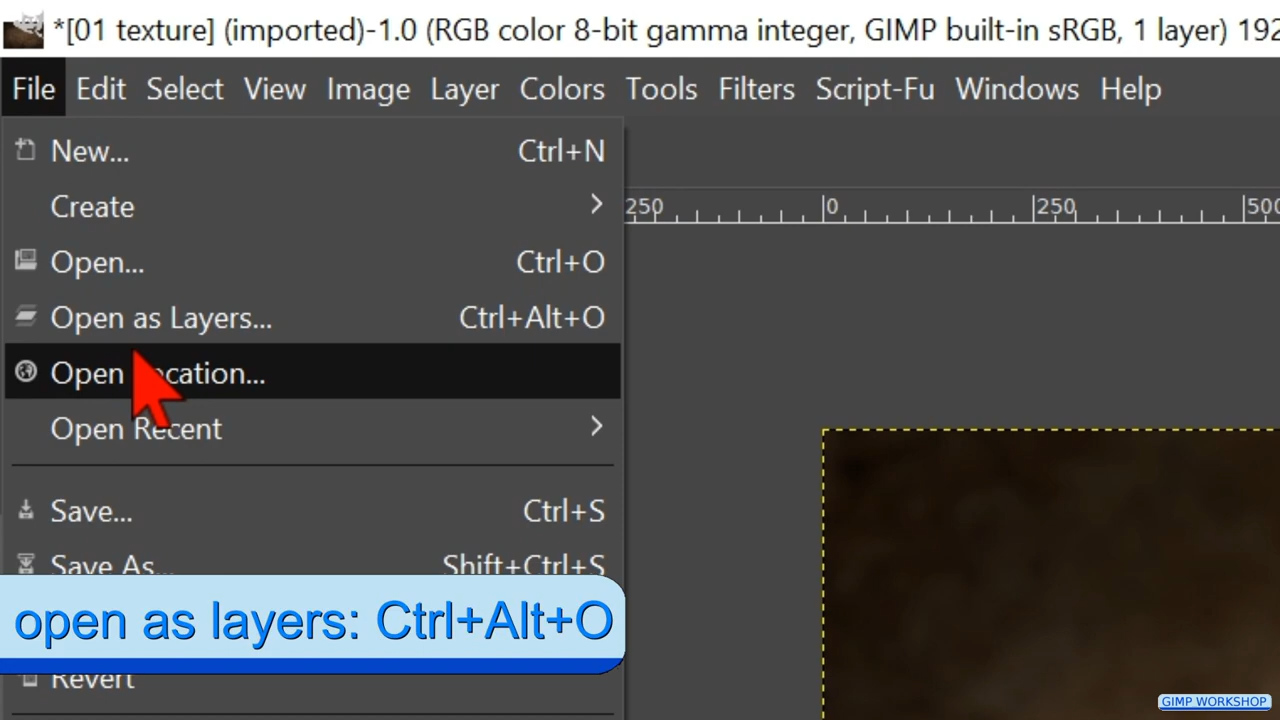 *[01 texture] (imported)-1.0 (RGB color 8-bit gamma integer, GIMP built-in sRGB, 1 layer) 192
File Edit Select View Image Layer Colors Tools Filters Script-Fu Windows Help
New... Ctrl+N
Create
250 0 250 500
Open... Ctrl+O
Open as Layers... Ctrl+Alt+O
Open Location...
Open Recent
Save... Ctrl+S
Save As... Shift+Ctrl+S
open as layers: Ctrl+Alt+O
Revert
GIMP WORKSHOP